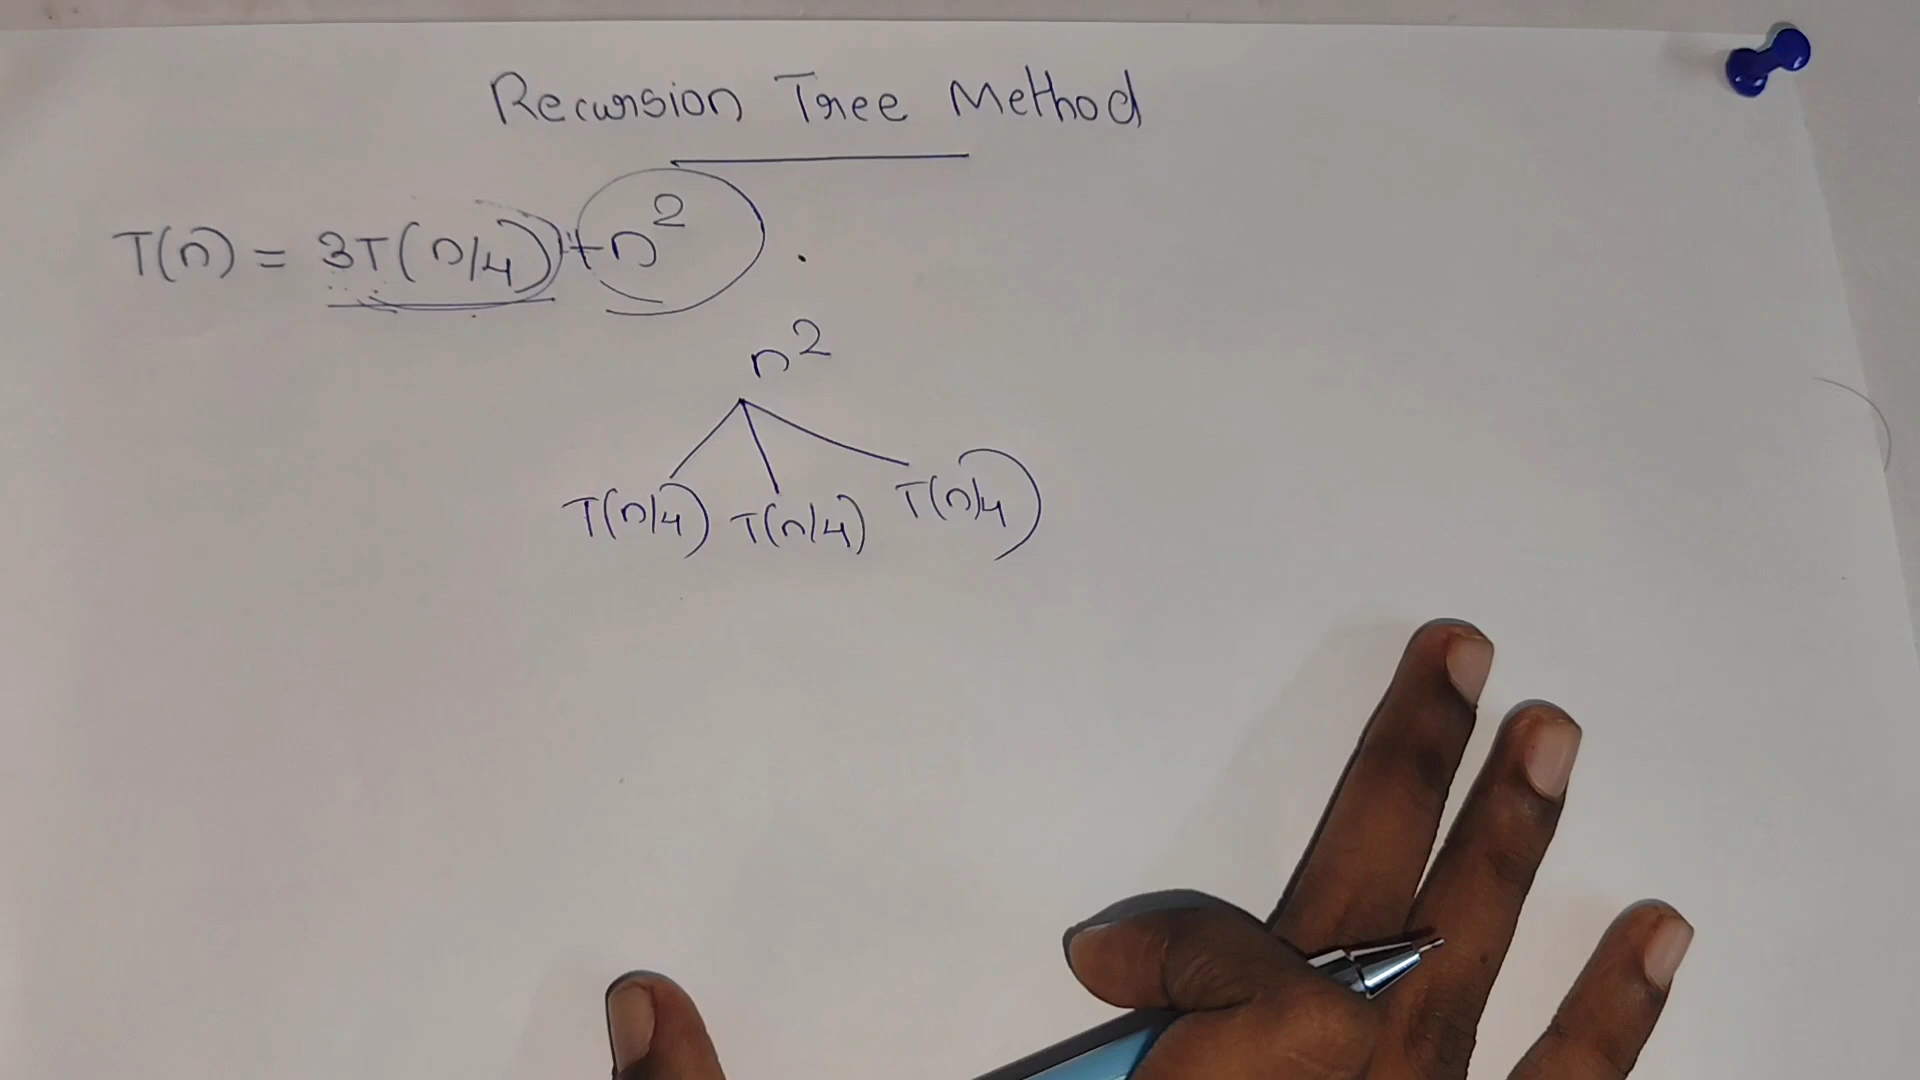 Recursion Tree Method
T(n) = 3T(n/4) + n²
n²
T(n/4) T(n/4) T(n/4)